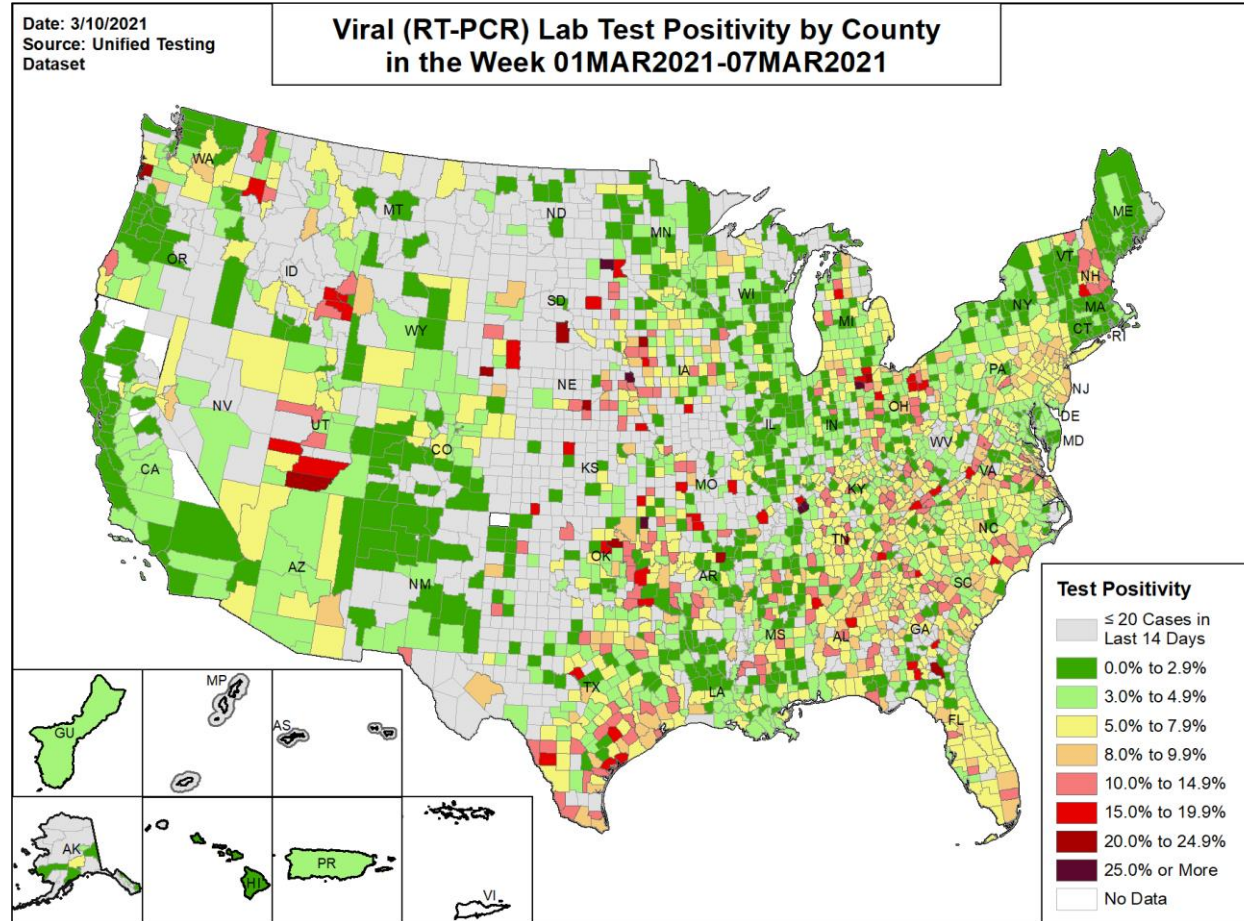 Date: 3/10/2021
Source: Unified Testing
Dataset
Viral (RT-PCR) Lab Test Positivity by County
in the Week 01MAR2021-07MAR2021
WA
MT
ND
MN
ME
OR
ID
SD
WI
MI
VT
NH
NY
MA
CT
RI
WY
IA
PA
NJ
NE
OH
NV
UT
IL
IN
DE
MD
WV
CA
CO
KS
MO
KY
VA
AZ
NM
OK
AR
TN
NC
SC
MS
AL
GA
TX
LA
FL
GU
MP
AS
AK
HI
PR
VI
Test Positivity
≤ 20 Cases in
Last 14 Days
0.0% to 2.9%
3.0% to 4.9%
5.0% to 7.9%
8.0% to 9.9%
10.0% to 14.9%
15.0% to 19.9%
20.0% to 24.9%
25.0% or More
No Data